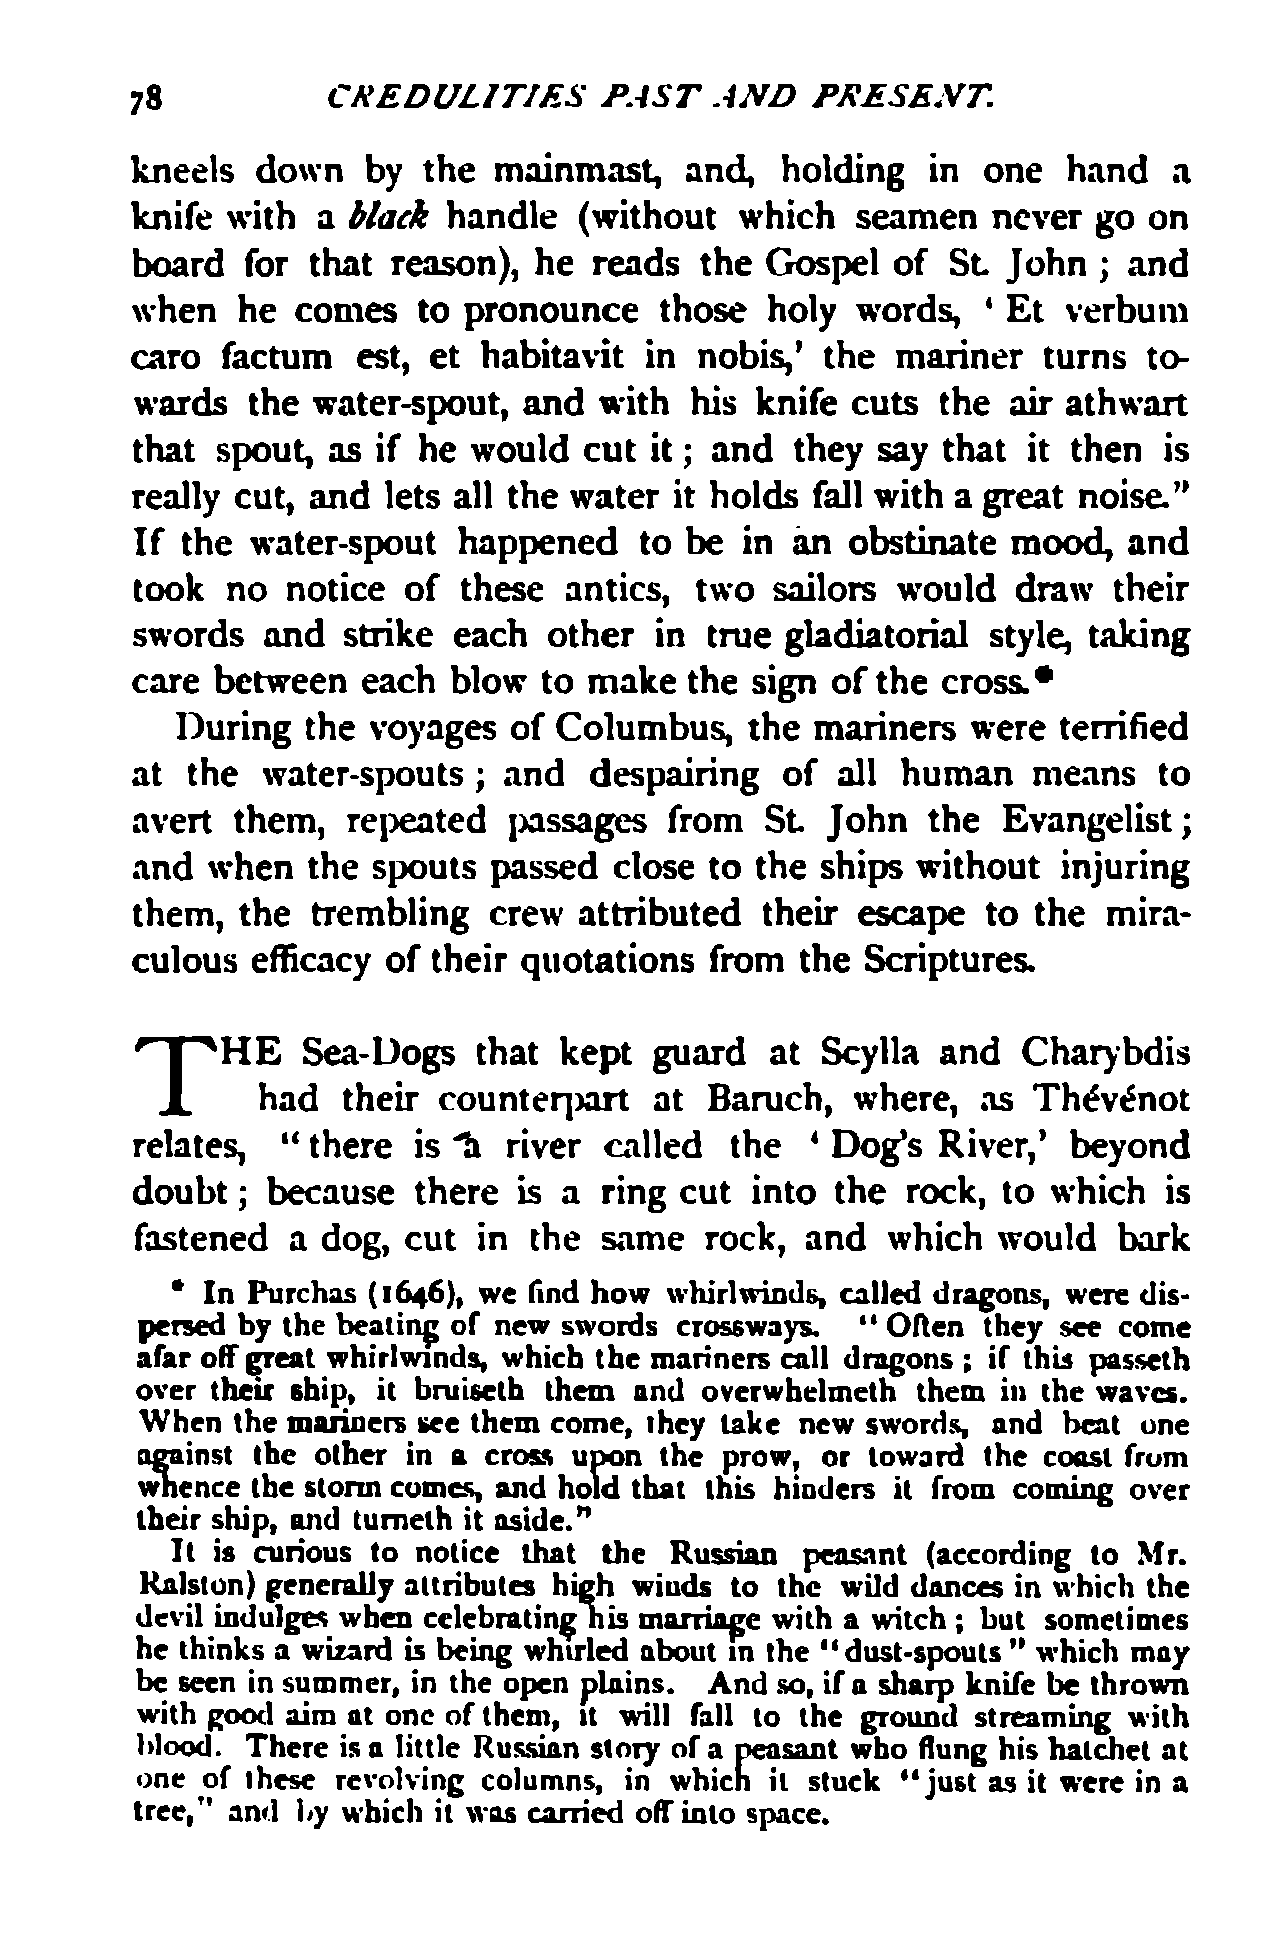 78 CREDULITIES PAST AND PRESENT.
kneels down by the mainmast, and, holding in one hand a
knife with a black handle (without which seamen never go on
board for that reason), he reads the Gospel of St. John ; and
when he comes to pronounce those holy words, ‘ Et verbum
caro factum est, et habitavit in nobis,’ the mariner turns to-
wards the water-spout, and with his knife cuts the air athwart
that spout, as if he would cut it ; and they say that it then is
really cut, and lets all the water it holds fall with a great noise.”
If the water-spout happened to be in an obstinate mood, and
took no notice of these antics, two sailors would draw their
swords and strike each other in true gladiatorial style, taking
care between each blow to make the sign of the cross.*
During the voyages of Columbus, the mariners were terrified
at the water-spouts ; and despairing of all human means to
avert them, repeated passages from St. John the Evangelist ;
and when the spouts passed close to the ships without injuring
them, the trembling crew attributed their escape to the mira-
culous efficacy of their quotations from the Scriptures.
THE Sea-Dogs that kept guard at Scylla and Charybdis
had their counterpart at Baruch, where, as Thévénot
relates, “ there is a river called the ‘ Dog’s River,’ beyond
doubt ; because there is a ring cut into the rock, to which is
fastened a dog, cut in the same rock, and which would bark
* In Purchas (1646), we find how whirlwinds, called dragons, were dis-
persed by the beating of new swords crossways. “ Often they see come
afar off great whirlwinds, which the mariners call dragons ; if this passeth
over their ship, it bruiseth them and overwhelmeth them in the waves.
When the mariners see them come, they take new swords, and beat one
against the other in a cross upon the prow, or toward the coast from
whence the storm comes, and hold that this hinders it from coming over
their ship, and turneth it aside.”
It is curious to notice that the Russian peasant (according to Mr.
Ralston) generally attributes high winds to the wild dances in which the
devil indulges when celebrating his marriage with a witch ; but sometimes
he thinks a wizard is being whirled about in the “ dust-spouts ” which may
be seen in summer, in the open plains. And so, if a sharp knife be thrown
with good aim at one of them, it will fall to the ground streaming with
blood. There is a little Russian story of a peasant who flung his hatchet at
one of these revolving columns, in which it stuck “ just as it were in a
tree,” and by which it was carried off into space.